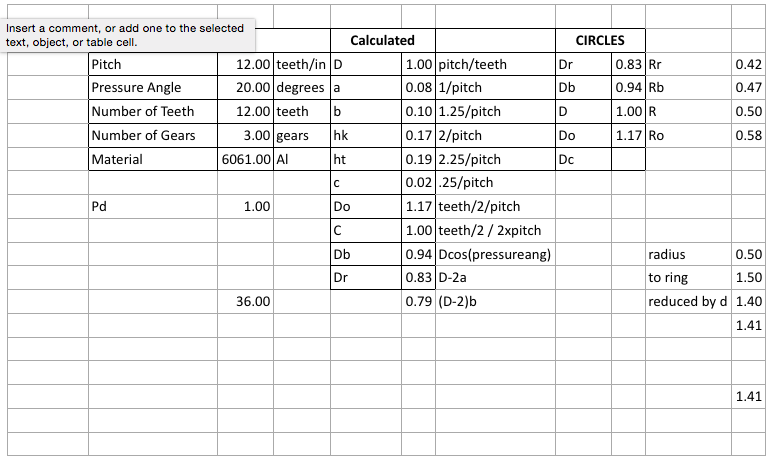 Insert a comment, or add one to the selected
text, object, or table cell.
Calculated CIRCLES
Pitch 12.00 teeth/in D 1.00 pitch/teeth Dr 0.83 Rr 0.42
Pressure Angle 20.00 degrees a 0.08 1/pitch Db 0.94 Rb 0.47
Number of Teeth 12.00 teeth b 0.10 1.25/pitch D 1.00 R 0.50
Number of Gears 3.00 gears hk 0.17 2/pitch Do 1.17 Ro 0.58
Material 6061.00 Al ht 0.19 2.25/pitch Dc
c 0.02 .25/pitch
Pd 1.00 Do 1.17 teeth/2/pitch
C 1.00 teeth/2 / 2xpitch
Db 0.94 Dcos(pressureang) radius 0.50
Dr 0.83 D-2a to ring 1.50
36.00 0.79 (D-2)b reduced by d 1.40
1.41
1.41